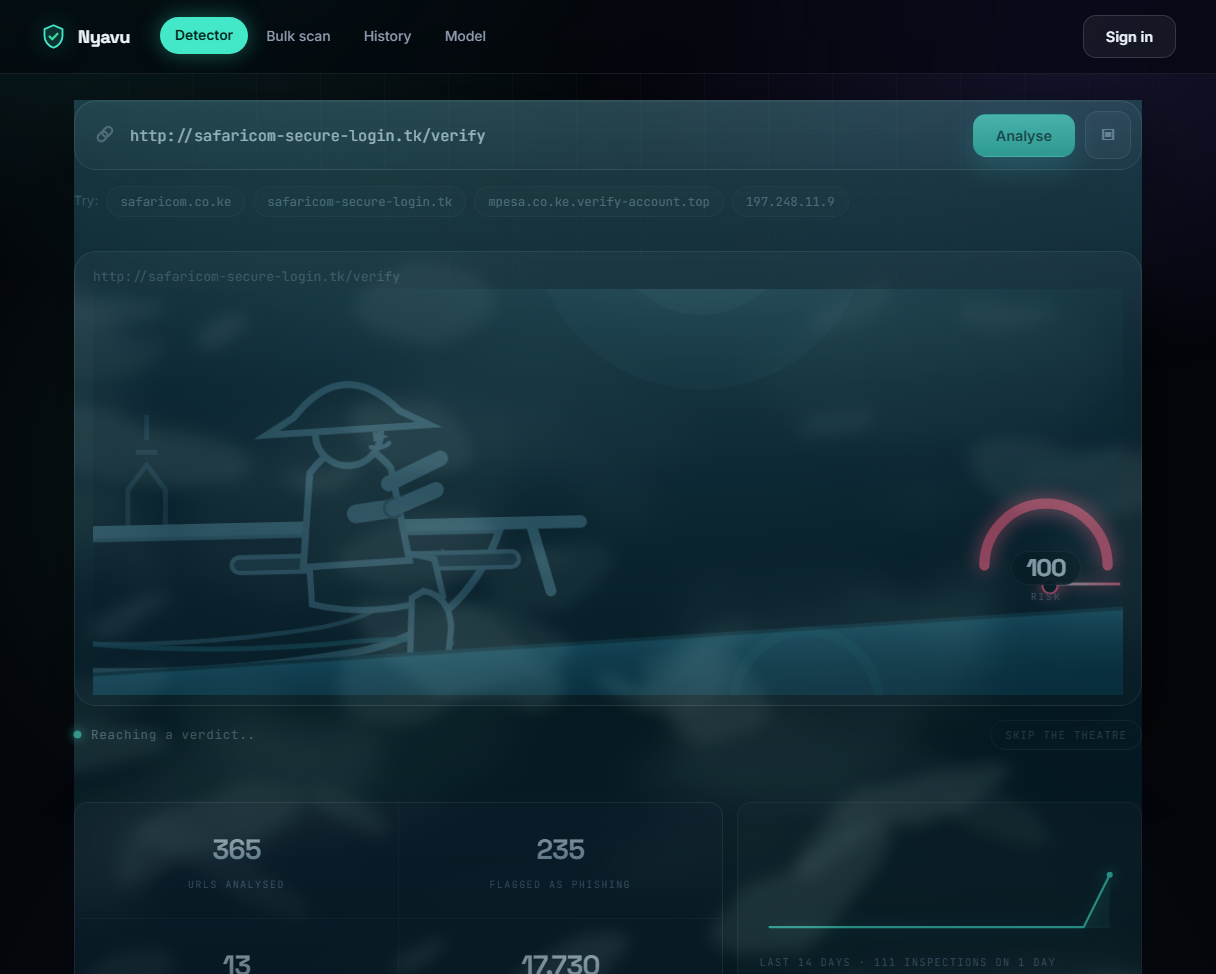 Nyavu
Detector
Bulk scan
History
Model
Sign in
http://safaricom-secure-login.tk/verify
Analyse
Try:
safaricom.co.ke
safaricom-secure-login.tk
mpesa.co.ke.verify-account.top
197.248.11.9
http://safaricom-secure-login.tk/verify
100
RISK
Reaching a verdict..
SKIP THE THEATRE
365
URLS ANALYSED
235
FLAGGED AS PHISHING
13
17,730
LAST 14 DAYS · 111 INSPECTIONS ON 1 DAY